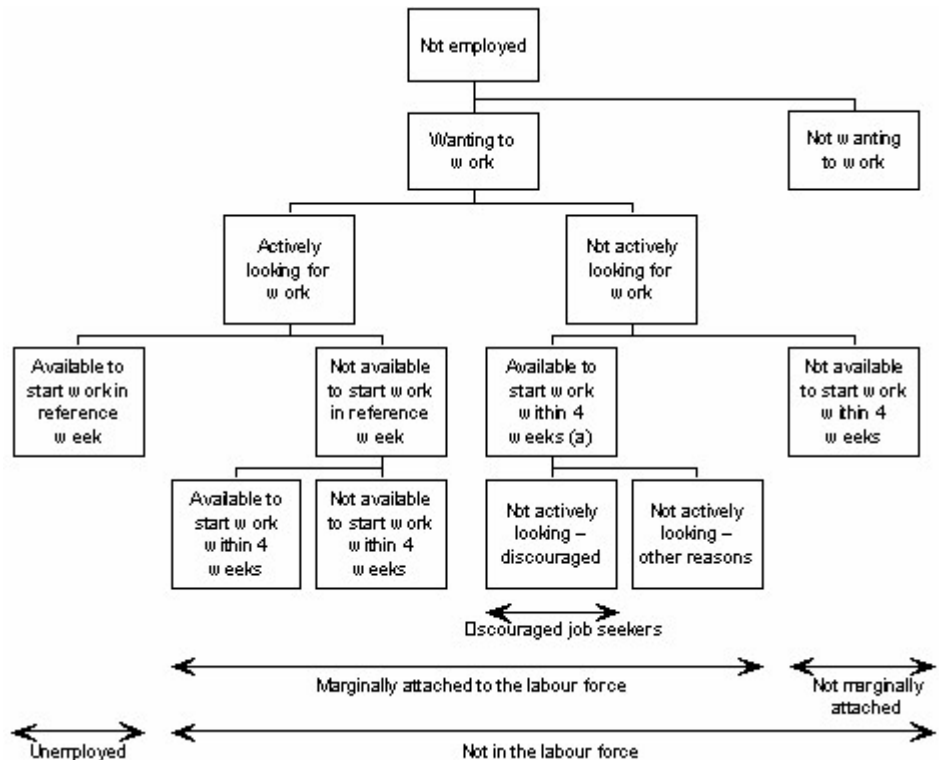 Not employed
Wanting to
work
Not wanting
to work
Actively
looking for
work
Not actively
looking for
work
Available to
start work in
reference
week
Not available
to start work
in reference
week
Available to
start work
within 4
weeks (a)
Not available
to start work
within 4
weeks
Available to
start work
within 4
weeks
Not available
to start work
within 4
weeks
Not actively
looking –
discouraged
Not actively
looking –
other reasons
Discouraged job seekers
Marginally attached to the labour force
Not marginally
attached
Unemployed
Not in the labour force